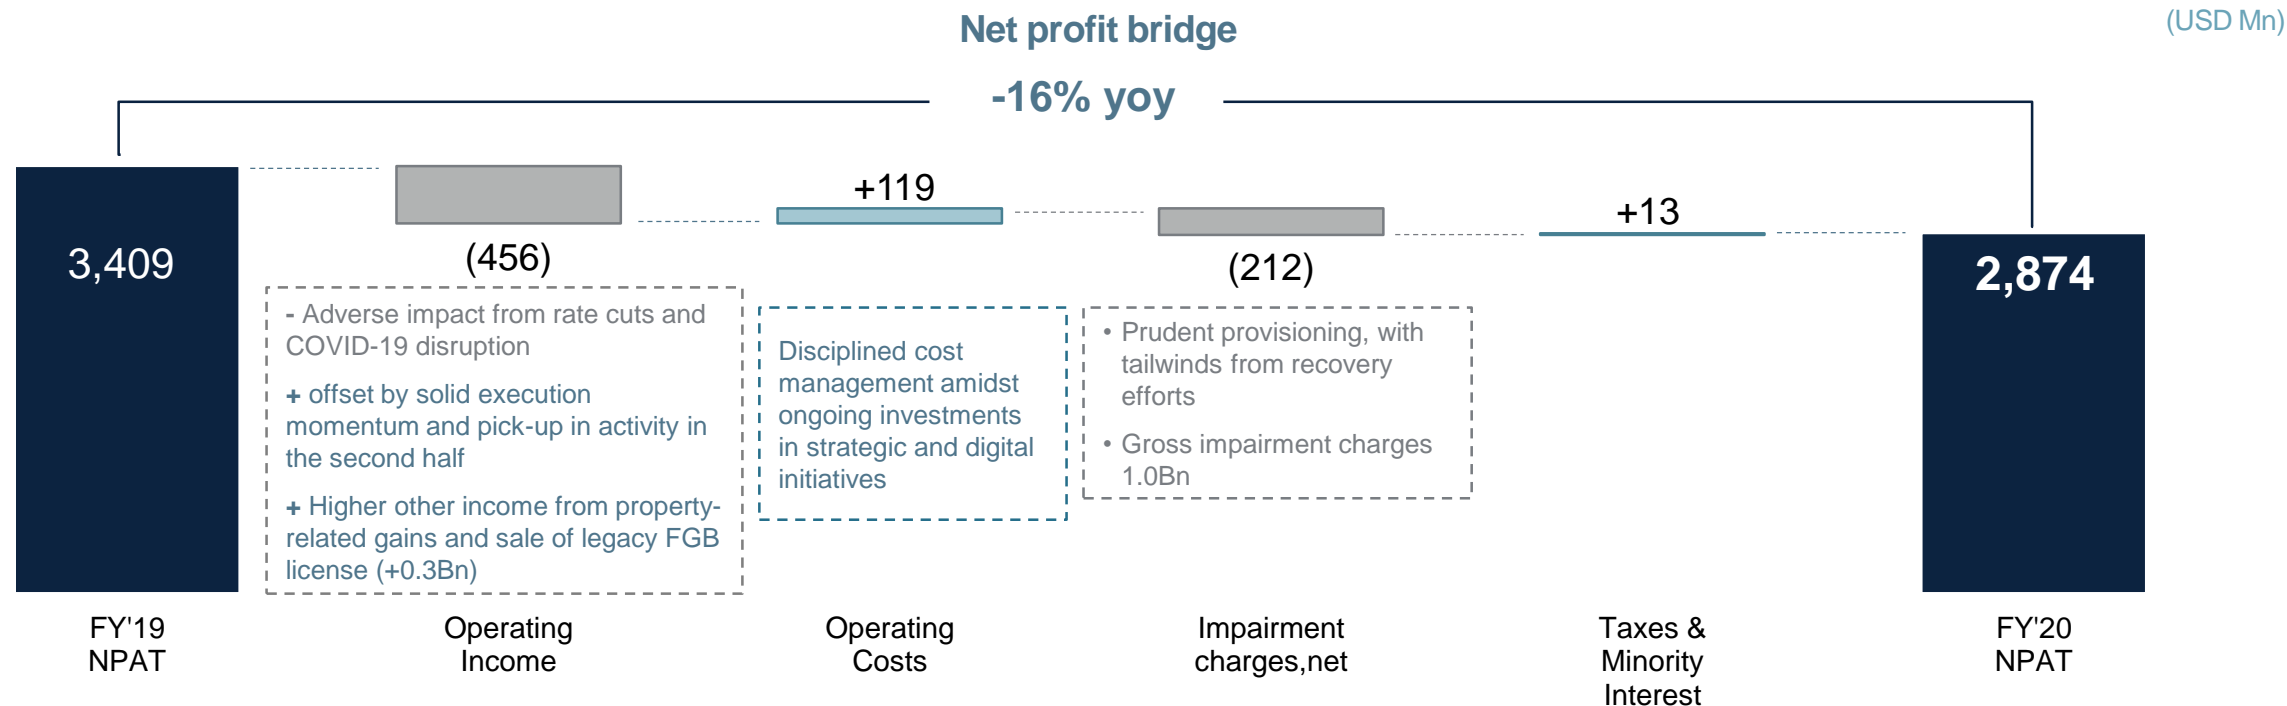 Net profit bridge
(USD Mn)
-16% yoy
3,409
(456)
+119
(212)
+13
2,874
- Adverse impact from rate cuts and
COVID-19 disruption
+ offset by solid execution
momentum and pick-up in activity in
the second half
+ Higher other income from property-
related gains and sale of legacy FGB
license (+0.3Bn)
Disciplined cost
management amidst
ongoing investments
in strategic and digital
initiatives
• Prudent provisioning, with
tailwinds from recovery
efforts
• Gross impairment charges
1.0Bn
FY'19
NPAT
Operating
Income
Operating
Costs
Impairment
charges,net
Taxes &
Minority
Interest
FY'20
NPAT